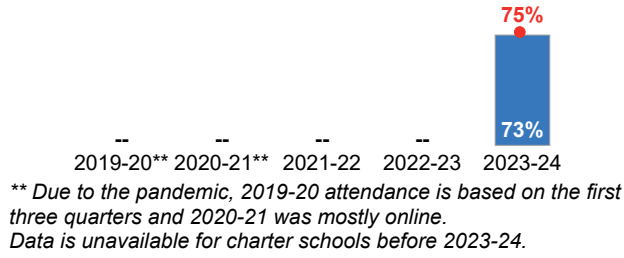 75%
73%
-- -- -- --
2019-20** 2020-21** 2021-22 2022-23 2023-24
** Due to the pandemic, 2019-20 attendance is based on the first
three quarters and 2020-21 was mostly online.
Data is unavailable for charter schools before 2023-24.